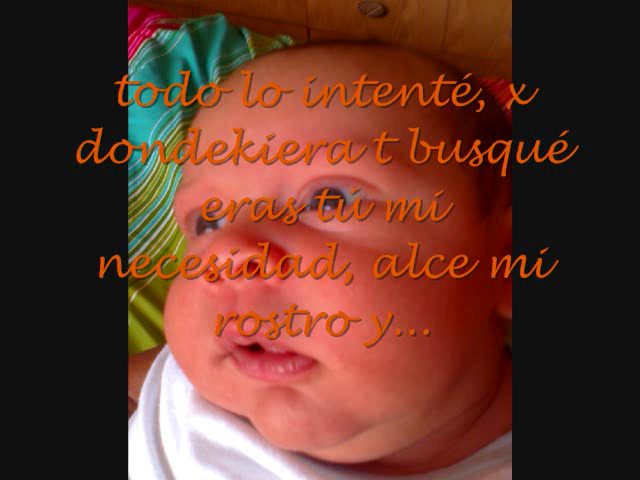 todo lo intenté, x
dondekiera t busqué
eras tú mi
necesidad, alce mi
rostro y...